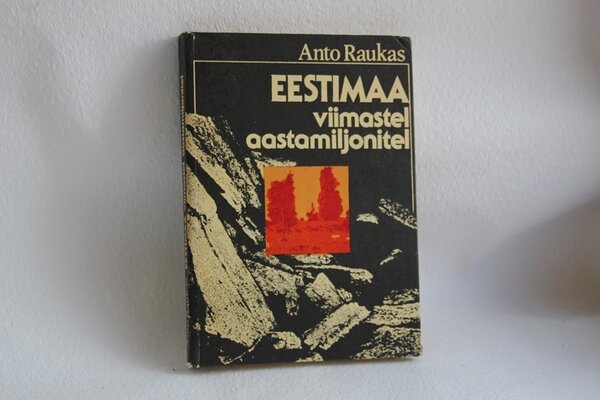 Anto Raukas
EESTIMAA
viimastel
aastamiljonitel